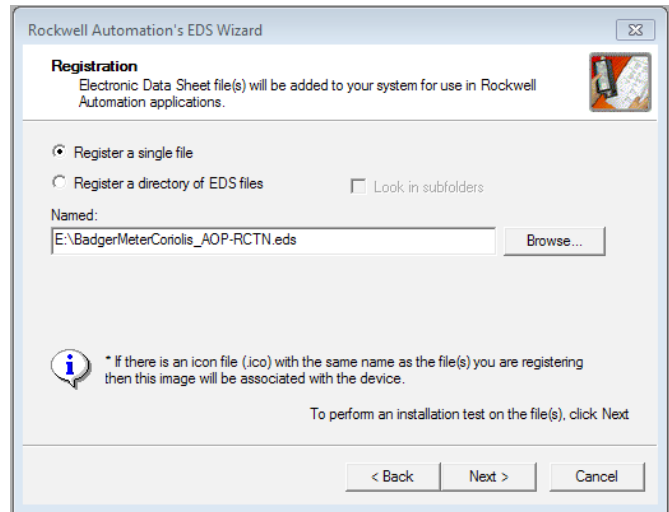 Rockwell Automation's EDS Wizard
Registration
Electronic Data Sheet file(s) will be added to your system for use in Rockwell
Automation applications.
Register a single file
Register a directory of EDS files
Look in subfolders
Named:
E:\BadgerMeterCoriolis_AOP-RCTN.eds
Browse...
* If there is an icon file (.ico) with the same name as the file(s) you are registering
then this image will be associated with the device.
To perform an installation test on the file(s), click Next
< Back
Next >
Cancel